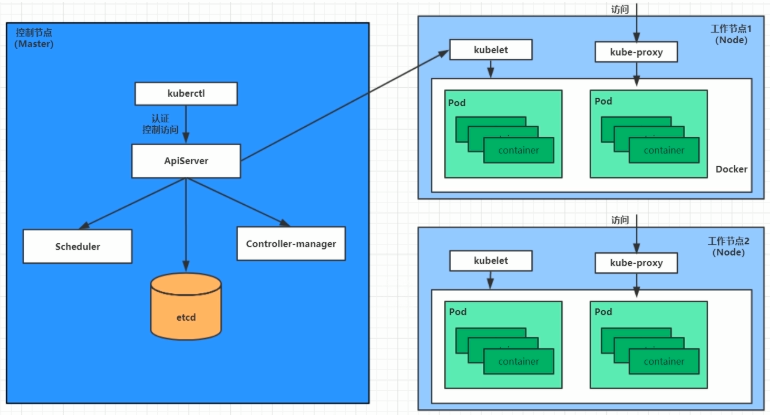 控制节点
(Master)
kuberctl
认证
控制访问
ApiServer
Scheduler
Controller-manager
etcd
访问
工作节点1
(Node)
kubelet
kube-proxy
Pod
container
Pod
container
Docker
访问
工作节点2
(Node)
kubelet
kube-proxy
Pod
container
Pod
container